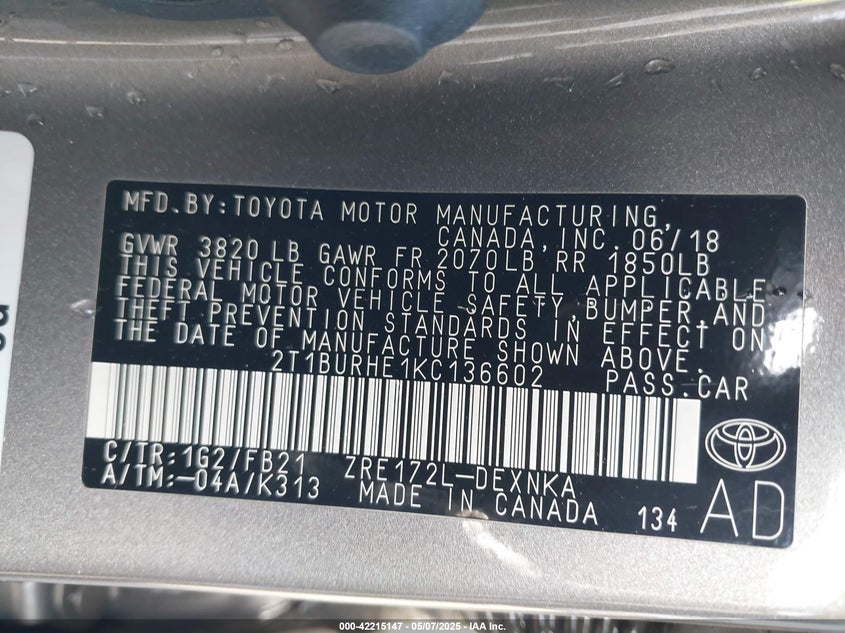 MFD.BY:TOYOTA MOTOR MANUFACTURING,
CANADA,INC.06/18
GVWR 3820 LB GAWR FR 2070LB RR 1850LB
THIS VEHICLE CONFORMS TO ALL APPLICABLE
FEDERAL MOTOR VEHICLE SAFETY, BUMPER,AND
THEFT PREVENTION STANDARDS IN EFFECT ON
THE DATE OF MANUFACTURE SHOWN ABOVE.
2T1BURHE1KC136602 PASS.CAR
C/TR:1G2/FB21 ZRE172L-DEXNKA
A/TM:-04A/K313 MADE IN CANADA 134 AD
000-42215147 - 05/07/2025 - IAA Inc.